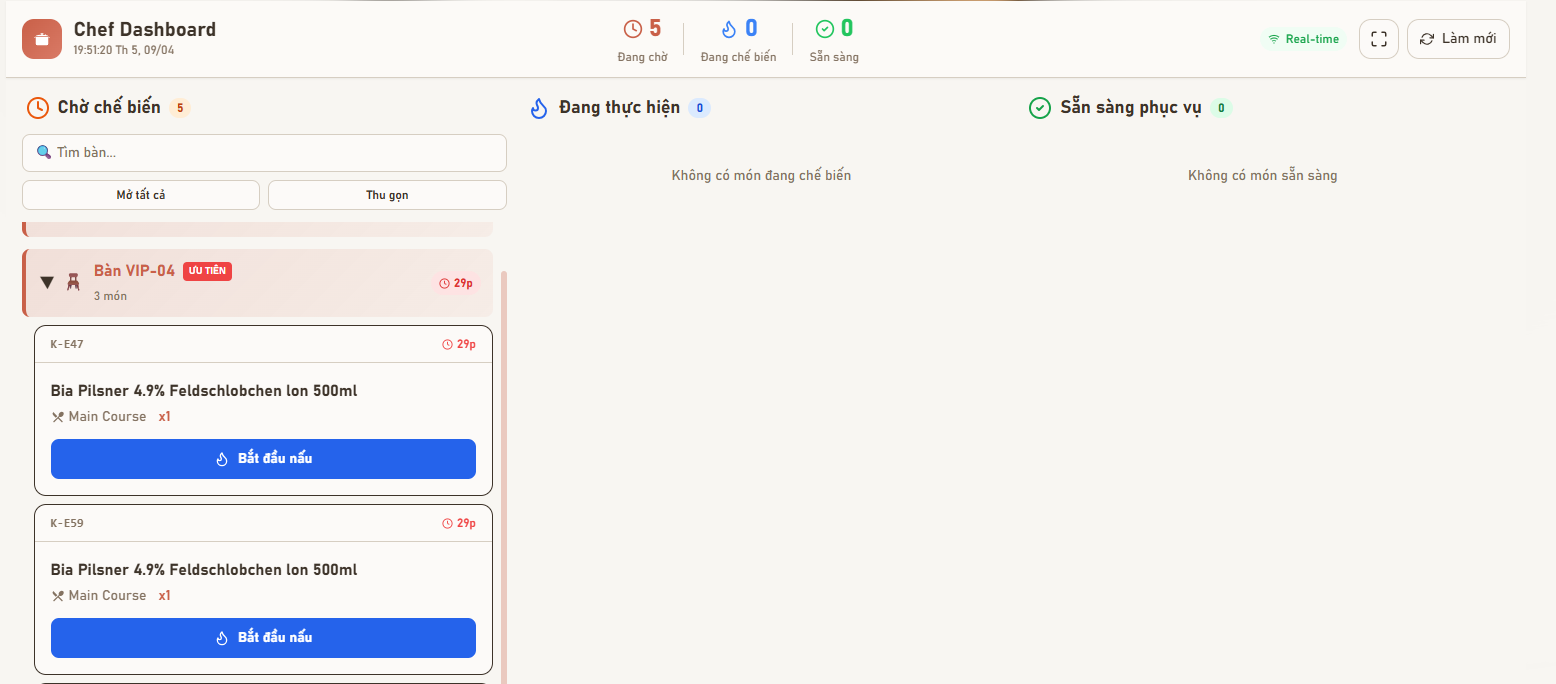 Chef Dashboard
19:51:20 Th 5, 09/04
5
Đang chờ
0
Đang chế biến
0
Sẵn sàng
Real-time
Làm mới
Chờ chế biến 5
Tìm bàn...
Mở tất cả
Thu gọn
Bàn VIP-04 ƯU TIÊN
3 món
29p
K-E47 29p
Bia Pilsner 4.9% Feldschlobchen lon 500ml
Main Course x1
Bắt đầu nấu
K-E59 29p
Bia Pilsner 4.9% Feldschlobchen lon 500ml
Main Course x1
Bắt đầu nấu
Đang thực hiện 0
Không có món đang chế biến
Sẵn sàng phục vụ 0
Không có món sẵn sàng